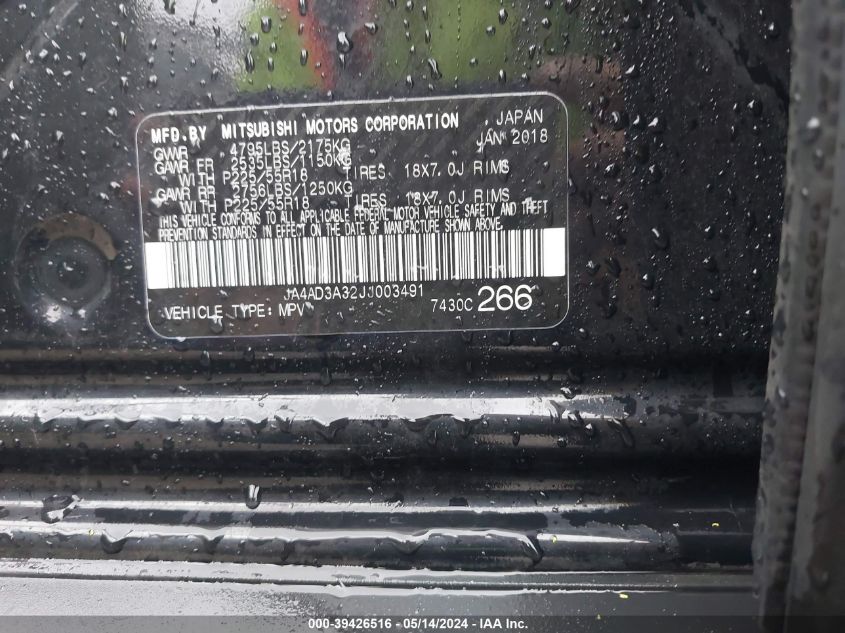 MFD.BY MITSUBISHI MOTORS CORPORATION JAPAN
GVWR 4795LBS/2175KG JAN 2018
GAWR FR 2535LBS/1150KG
WITH P225/55R18 TIRES 18X7.0J RIMS
GAWR RR 2756LBS/1250KG
WITH P225/55R18 TIRES 18X7.0J RIMS
THIS VEHICLE CONFORMS TO ALL APPLICABLE FEDERAL MOTOR VEHICLE SAFETY AND THEFT
PREVENTION STANDARDS IN EFFECT ON THE DATE OF MANUFACTURE SHOWN ABOVE.
JA4AD3A32JJ003491
VEHICLE TYPE: MPV 7430C 266
000-39426516 - 05/14/2024 - IAA Inc.